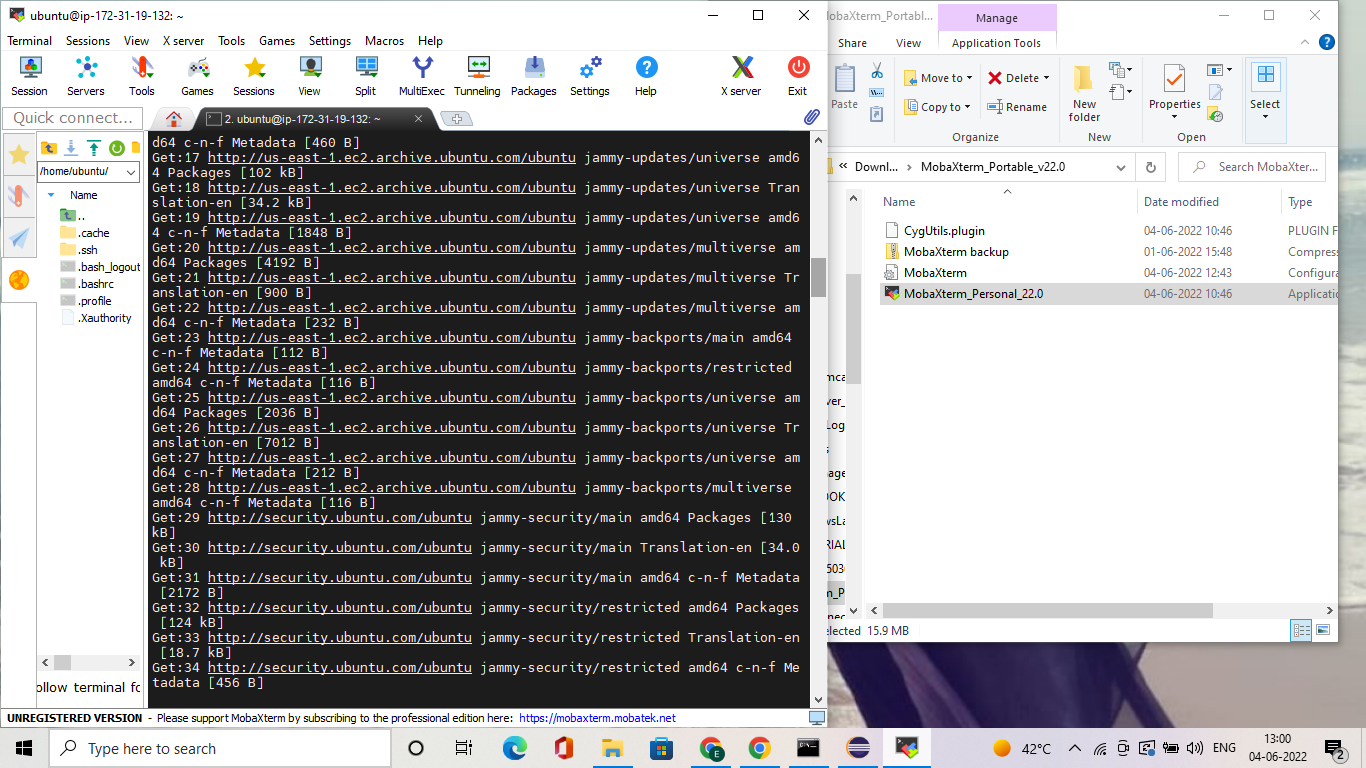 ubuntu@ip-172-31-19-132: ~
Terminal Sessions View X server Tools Games Settings Macros Help
Session Servers Tools Games Sessions View Split MultiExec Tunneling Packages Settings Help X server Exit
Quick connect...
2. ubuntu@ip-172-31-19-132: ~
/home/ubuntu/
Name
..
.cache
.ssh
.bash_logout
.bashrc
.profile
.Xauthority
d64 c-n-f Metadata [460 B]
Get:17 http://us-east-1.ec2.archive.ubuntu.com/ubuntu jammy-updates/universe amd6
4 Packages [102 kB]
Get:18 http://us-east-1.ec2.archive.ubuntu.com/ubuntu jammy-updates/universe Tran
slation-en [34.2 kB]
Get:19 http://us-east-1.ec2.archive.ubuntu.com/ubuntu jammy-updates/universe amd6
4 c-n-f Metadata [1848 B]
Get:20 http://us-east-1.ec2.archive.ubuntu.com/ubuntu jammy-updates/multiverse am
d64 Packages [4192 B]
Get:21 http://us-east-1.ec2.archive.ubuntu.com/ubuntu jammy-updates/multiverse Tr
anslation-en [900 B]
Get:22 http://us-east-1.ec2.archive.ubuntu.com/ubuntu jammy-updates/multiverse am
d64 c-n-f Metadata [232 B]
Get:23 http://us-east-1.ec2.archive.ubuntu.com/ubuntu jammy-backports/main amd64
c-n-f Metadata [112 B]
Get:24 http://us-east-1.ec2.archive.ubuntu.com/ubuntu jammy-backports/restricted
amd64 c-n-f Metadata [116 B]
Get:25 http://us-east-1.ec2.archive.ubuntu.com/ubuntu jammy-backports/universe am
d64 Packages [2036 B]
Get:26 http://us-east-1.ec2.archive.ubuntu.com/ubuntu jammy-backports/universe Tr
anslation-en [7012 B]
Get:27 http://us-east-1.ec2.archive.ubuntu.com/ubuntu jammy-backports/universe am
d64 c-n-f Metadata [212 B]
Get:28 http://us-east-1.ec2.archive.ubuntu.com/ubuntu jammy-backports/multiverse
amd64 c-n-f Metadata [116 B]
Get:29 http://security.ubuntu.com/ubuntu jammy-security/main amd64 Packages [130
kB]
Get:30 http://security.ubuntu.com/ubuntu jammy-security/main Translation-en [34.0
kB]
Get:31 http://security.ubuntu.com/ubuntu jammy-security/main amd64 c-n-f Metadata
[2172 B]
Get:32 http://security.ubuntu.com/ubuntu jammy-security/restricted amd64 Packages
[124 kB]
Get:33 http://security.ubuntu.com/ubuntu jammy-security/restricted Translation-en
[18.7 kB]
Get:34 http://security.ubuntu.com/ubuntu jammy-security/restricted amd64 c-n-f Me
tadata [456 B]
ollow terminal fo
UNREGISTERED VERSION - Please support MobaXterm by subscribing to the professional edition here: https://mobaxterm.mobatek.net
lobaXterm_Portabl... Manage
Share View Application Tools
Paste
Move to
Copy to
Delete
Rename
Organize
New
folder
New
Properties
Open
Select
« Downl... › MobaXterm_Portable_v22.0
Search MobaXter...
Name Date modified Type
CygUtils.plugin 04-06-2022 10:46 PLUGIN F
MobaXterm backup 01-06-2022 15:48 Compress
MobaXterm 04-06-2022 12:43 Configura
MobaXterm_Personal_22.0 04-06-2022 10:46 Applicatio
mca
ver_
Log
s
age
OOK
wsLa
RIAL
503
m_P
nec
elected 15.9 MB
Type here to search
E
42°C
ENG
13:00
04-06-2022
2